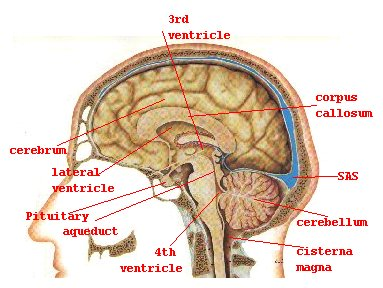 3rd
ventricle
corpus
callosum
cerebrum
lateral
ventricle
SAS
Pituitary
aqueduct
cerebellum
4th
ventricle
cisterna
magna